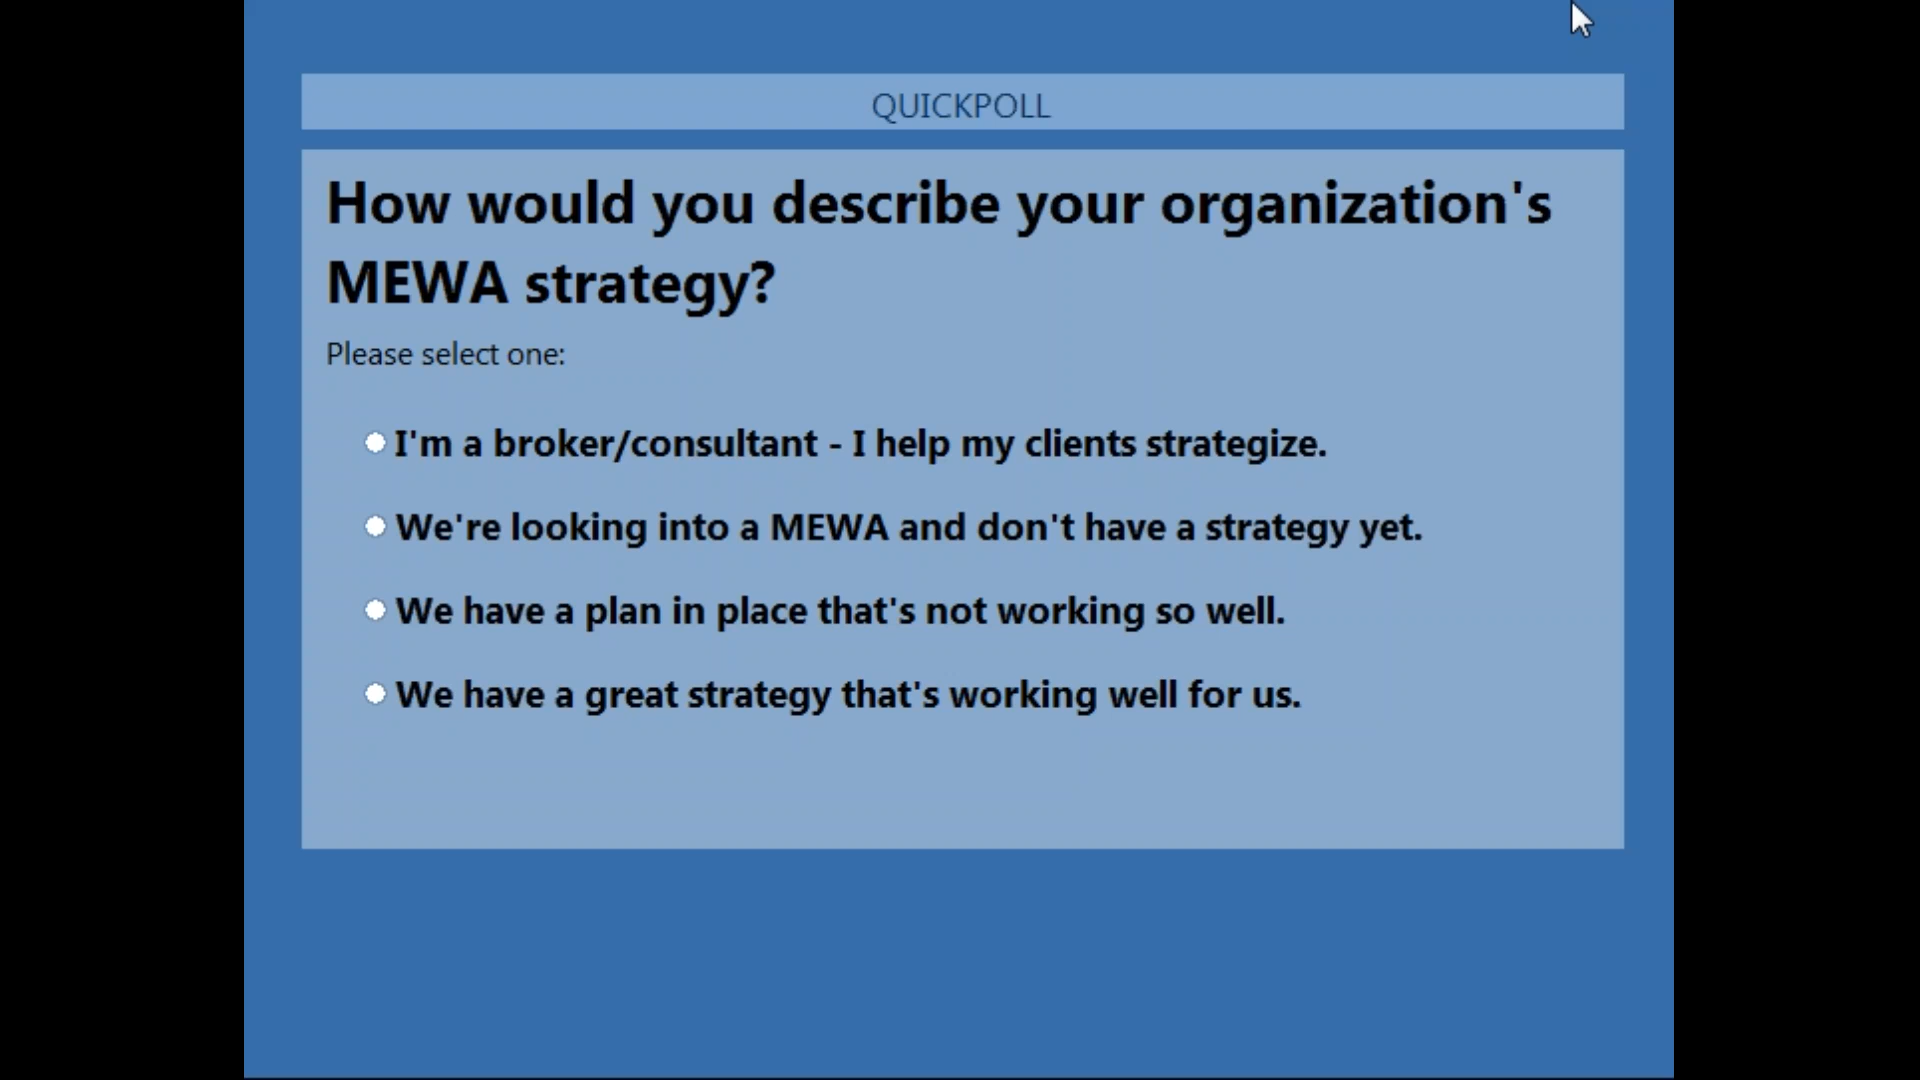 QUICKPOLL
How would you describe your organization's
MEWA strategy?
Please select one:
I'm a broker/consultant - I help my clients strategize.
We're looking into a MEWA and don't have a strategy yet.
We have a plan in place that's not working so well.
We have a great strategy that's working well for us.